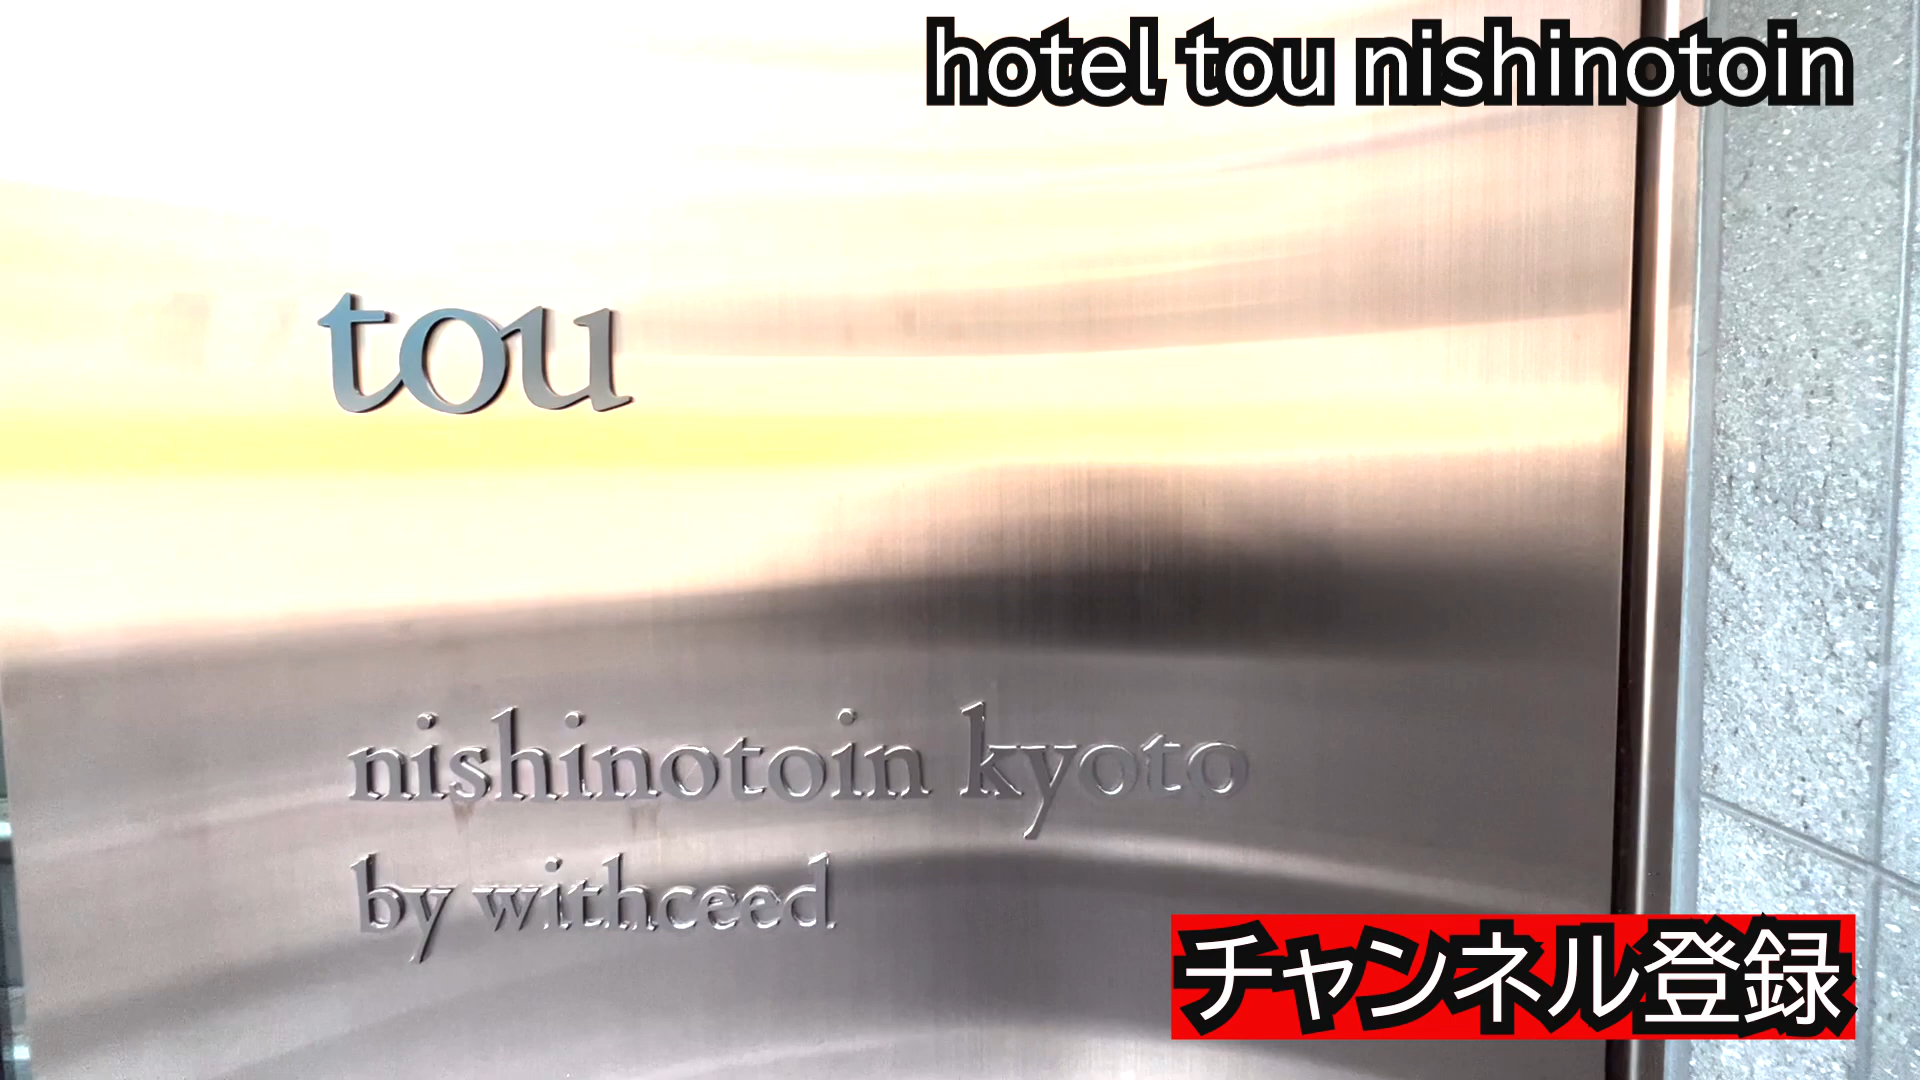 hotel tou nishinotoin
tou
nishinotoin kyoto
by withceed
チャンネル登録